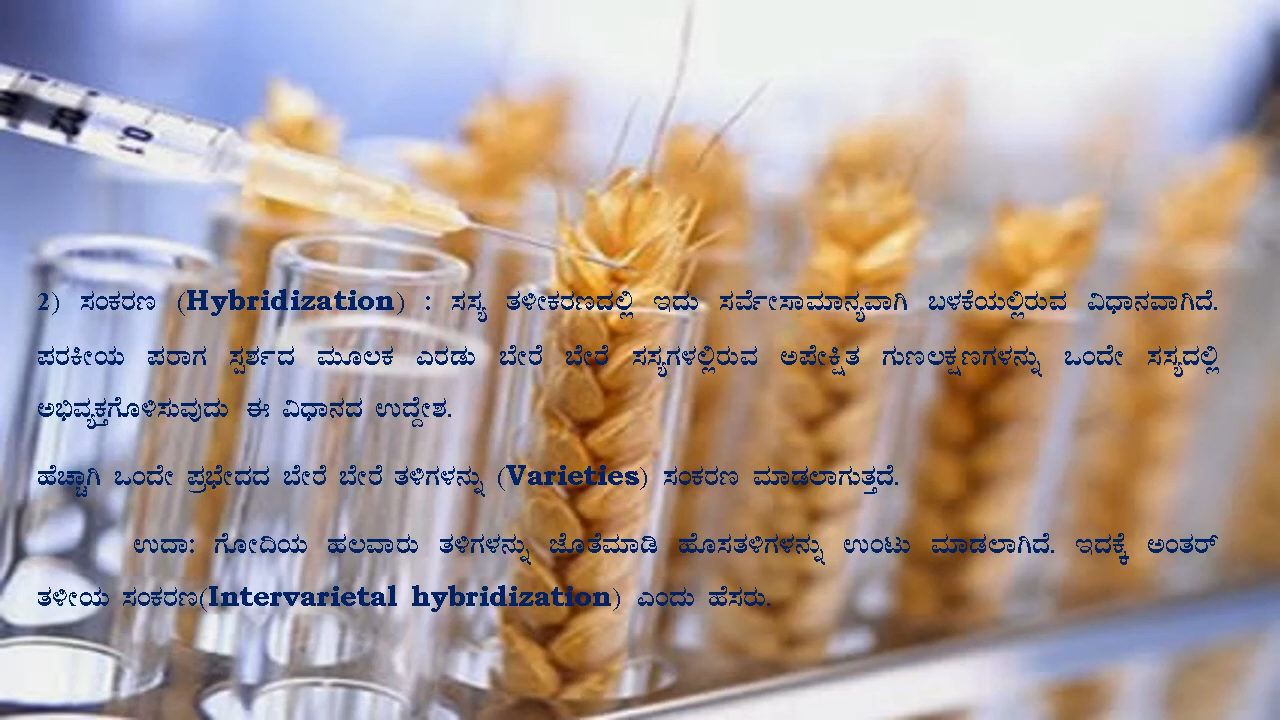 2) ಸಂಕರಣ (Hybridization) : ಸಸ್ಯ ತಳೀಕರಣದಲ್ಲಿ ಇದು ಸರ್ವೇಸಾಮಾನ್ಯವಾಗಿ ಬಳಕೆಯಲ್ಲಿರುವ ವಿಧಾನವಾಗಿದೆ.
ಪರಕೀಯ ಪರಾಗ ಸ್ಪರ್ಶದ ಮೂಲಕ ಎರಡು ಬೇರೆ ಬೇರೆ ಸಸ್ಯಗಳಲ್ಲಿರುವ ಅಪೇಕ್ಷಿತ ಗುಣಲಕ್ಷಣಗಳನ್ನು ಒಂದೇ ಸಸ್ಯದಲ್ಲಿ
ಅಭಿವ್ಯಕ್ತಗೊಳಿಸುವುದು ಈ ವಿಧಾನದ ಉದ್ದೇಶ.
ಹೆಚ್ಚಾಗಿ ಒಂದೇ ಪ್ರಭೇದದ ಬೇರೆ ಬೇರೆ ತಳಿಗಳನ್ನು (Varieties) ಸಂಕರಣ ಮಾಡಲಾಗುತ್ತದೆ.
ಉದಾ: ಗೋದಿಯ ಹಲವಾರು ತಳಿಗಳನ್ನು ಜೊತೆಮಾಡಿ ಹೊಸತಳಿಗಳನ್ನು ಉಂಟು ಮಾಡಲಾಗಿದೆ. ಇದಕ್ಕೆ ಅಂತರ್
ತಳೀಯ ಸಂಕರಣ(Intervarietal hybridization) ಎಂದು ಹೆಸರು.
01